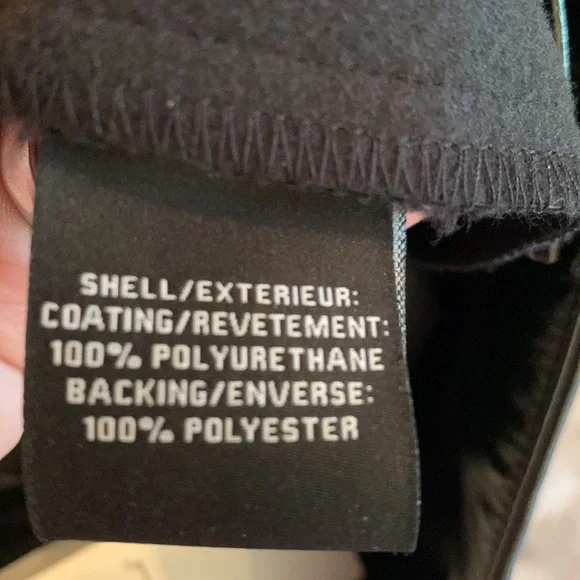 SHELL/EXTERIEUR:
COATING/REVETEMENT:
100% POLYURETHANE
BACKING/ENVERSE:
100% POLYESTER